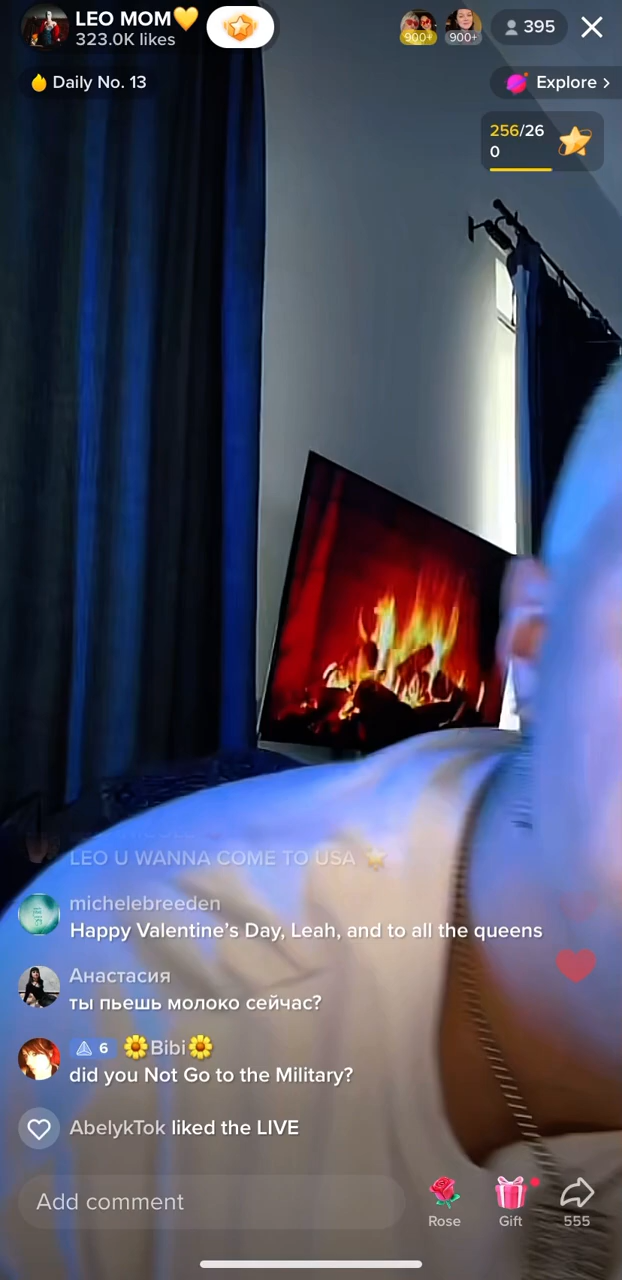 LEO MOM💛
323.0K likes
900+
900+
395
Daily No. 13
Explore >
256/26
0
LEO U WANNA COME TO USA ⭐
michelebreeden
Happy Valentine's Day, Leah, and to all the queens
Анастасия
ты пьешь молоко сейчас?
6 🌼Bibi🌼
did you Not Go to the Military?
AbelykTok liked the LIVE
Add comment
Rose
Gift
555